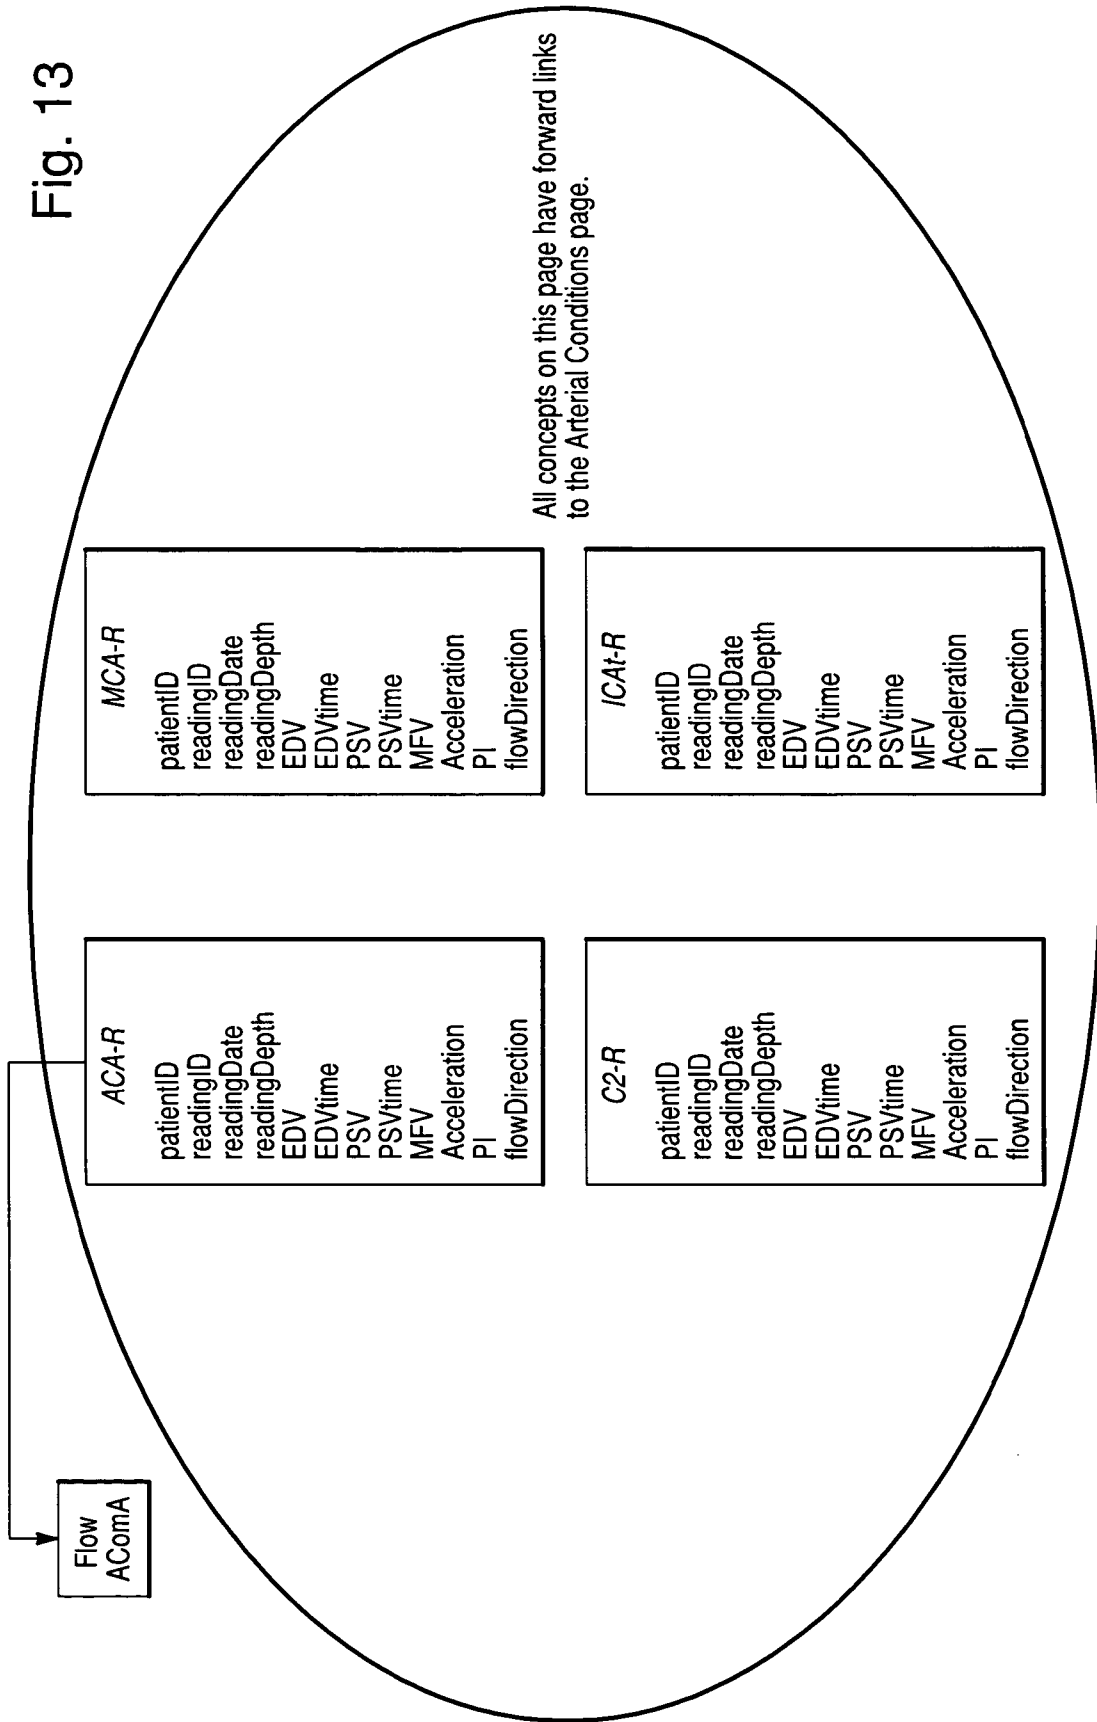 Fig. 13
Flow
AComA
ACA-R
patientID
readingID
readingDate
readingDepth
EDV
EDVtime
PSV
PSVtime
MFV
Acceleration
PI
flowDirection
MCA-R
patientID
readingID
readingDate
readingDepth
EDV
EDVtime
PSV
PSVtime
MFV
Acceleration
PI
flowDirection
C2-R
patientID
readingID
readingDate
readingDepth
EDV
EDVtime
PSV
PSVtime
MFV
Acceleration
PI
flowDirection
ICAt-R
patientID
readingID
readingDate
readingDepth
EDV
EDVtime
PSV
PSVtime
MFV
Acceleration
PI
flowDirection
All concepts on this page have forward links
to the Arterial Conditions page.